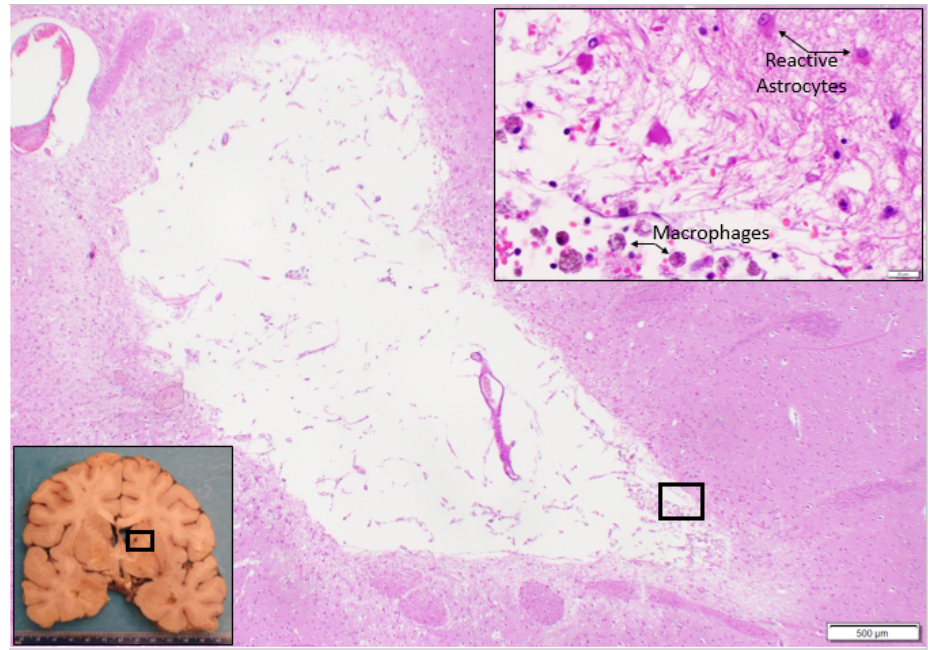 Reactive
Astrocytes
Macrophages
500 µm